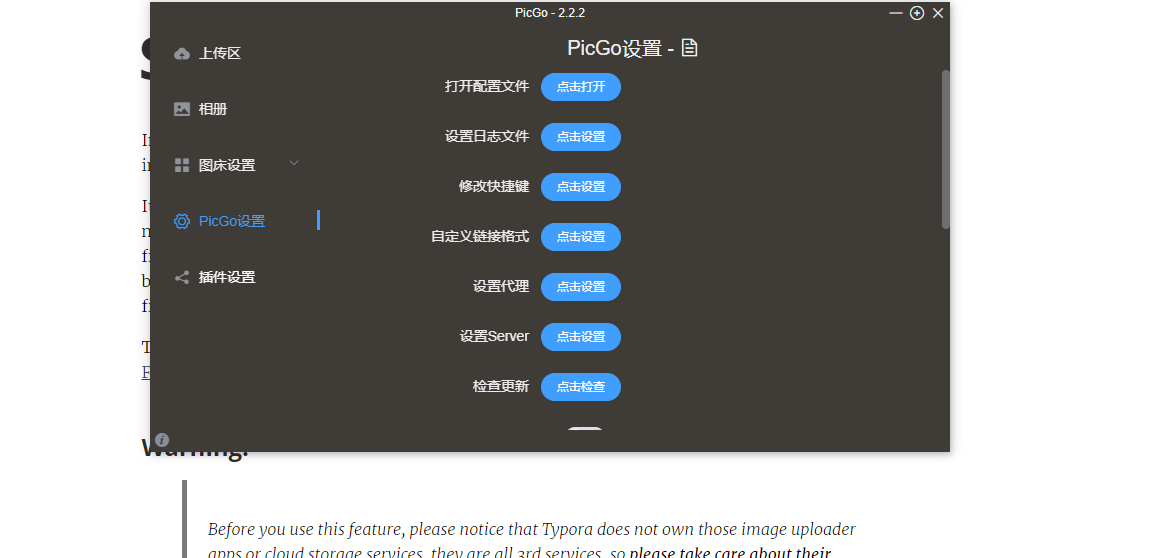 PicGo - 2.2.2
上传区
相册
图床设置
PicGo设置
插件设置
PicGo设置 -
打开配置文件 点击打开
设置日志文件 点击设置
修改快捷键 点击设置
自定义链接格式 点击设置
设置代理 点击设置
设置Server 点击设置
检查更新 点击检查
Warning:
Before you use this feature, please notice that Typora does not own those image uploader
apps or cloud storage services, they are all 3rd services, so please take care about their